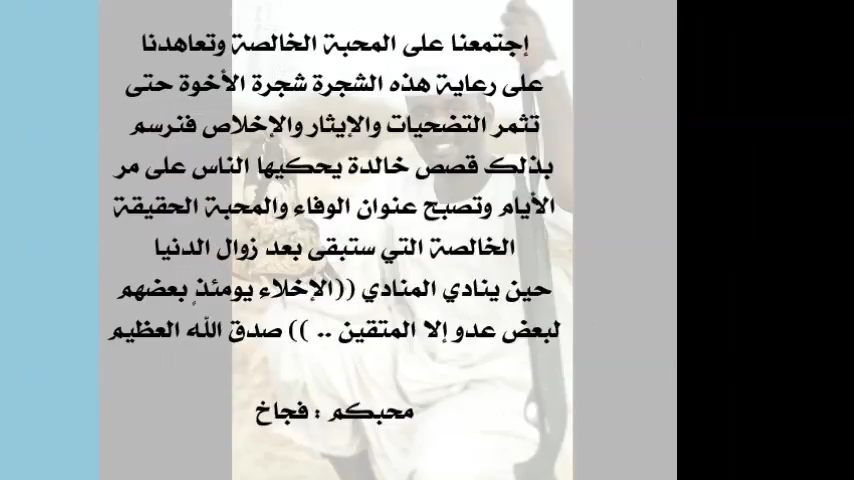 إجتمعنا على المحبة الخالصة وتعاهدنا
على رعاية هذه الشجرة شجرة الأخوة حتى
تثمر التضحيات والإيثار والإخلاص فنرسم
بذلك قصص خالدة يحكيها الناس على مر
الأيام وتصبح عنوان الوفاء والمحبة الحقيقة
الخالصة التي ستبقى بعد زوال الدنيا
حين ينادي المنادي ((الإخلاء يومئذٍ بعضهم
لبعض عدو إلا المتقين .. )) صدق الله العظيم
محبكم : فجاخ